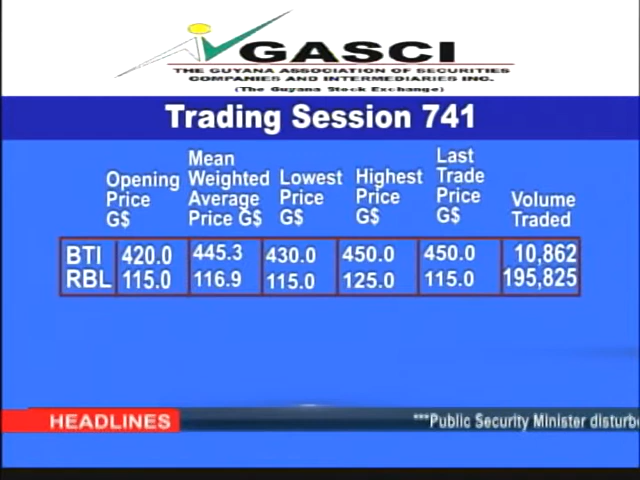 GASCI
THE GUYANA ASSOCIATION OF SECURITIES
COMPANIES AND INTERMEDIARIES INC.
(The Guyana Stock Exchange)
Trading Session 741
Opening Price G$ Mean Weighted Average Price G$ Lowest Price G$ Highest Price G$ Last Trade Price G$ Volume Traded
BTI 420.0 445.3 430.0 450.0 450.0 10,862
RBL 115.0 116.9 115.0 125.0 115.0 195,825
HEADLINES ***Public Security Minister disturbe